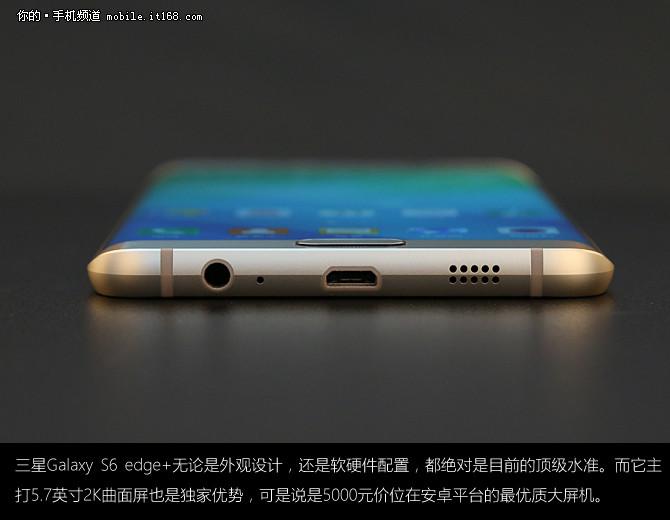 你的·手机频道 mobile.it168.com
三星Galaxy S6 edge+无论是外观设计，还是软硬件配置，都绝对是目前的顶级水准。而它主
打5.7英寸2K曲面屏也是独家优势，可是说是5000元价位在安卓平台的最优质大屏机。